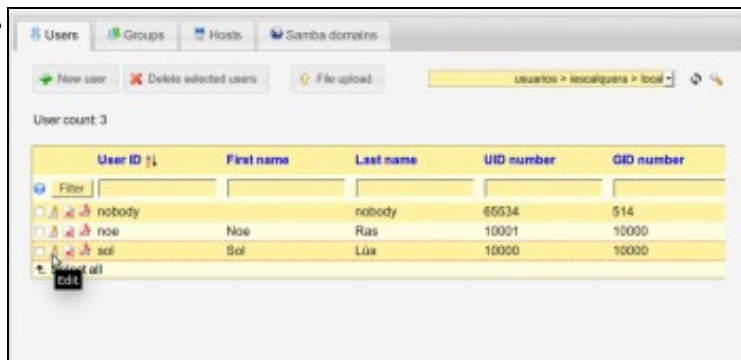 Users Groups Hosts Samba domains
New user Delete selected users File upload usuarios > iescalquera > local
User count: 3
User ID First name Last name UID number GID number
Filter
nobody nobody 65534 514
noe Noe Ras 10001 10000
sol Sol Lúa 10000 10000
Select all
Edit